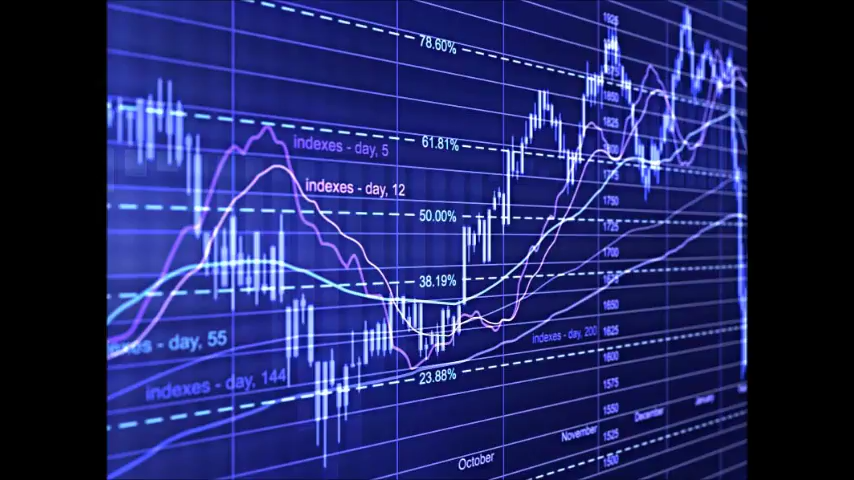 78.60%
indexes - day, 5
61.81%
indexes - day, 12
50.00%
38.19%
indexes - day, 55
indexes - day, 144
23.88%
indexes - day, 200
October
November
December
January
1925
1850
1825
1800
1775
1750
1725
1700
1675
1650
1625
1600
1575
1550
1525
1500